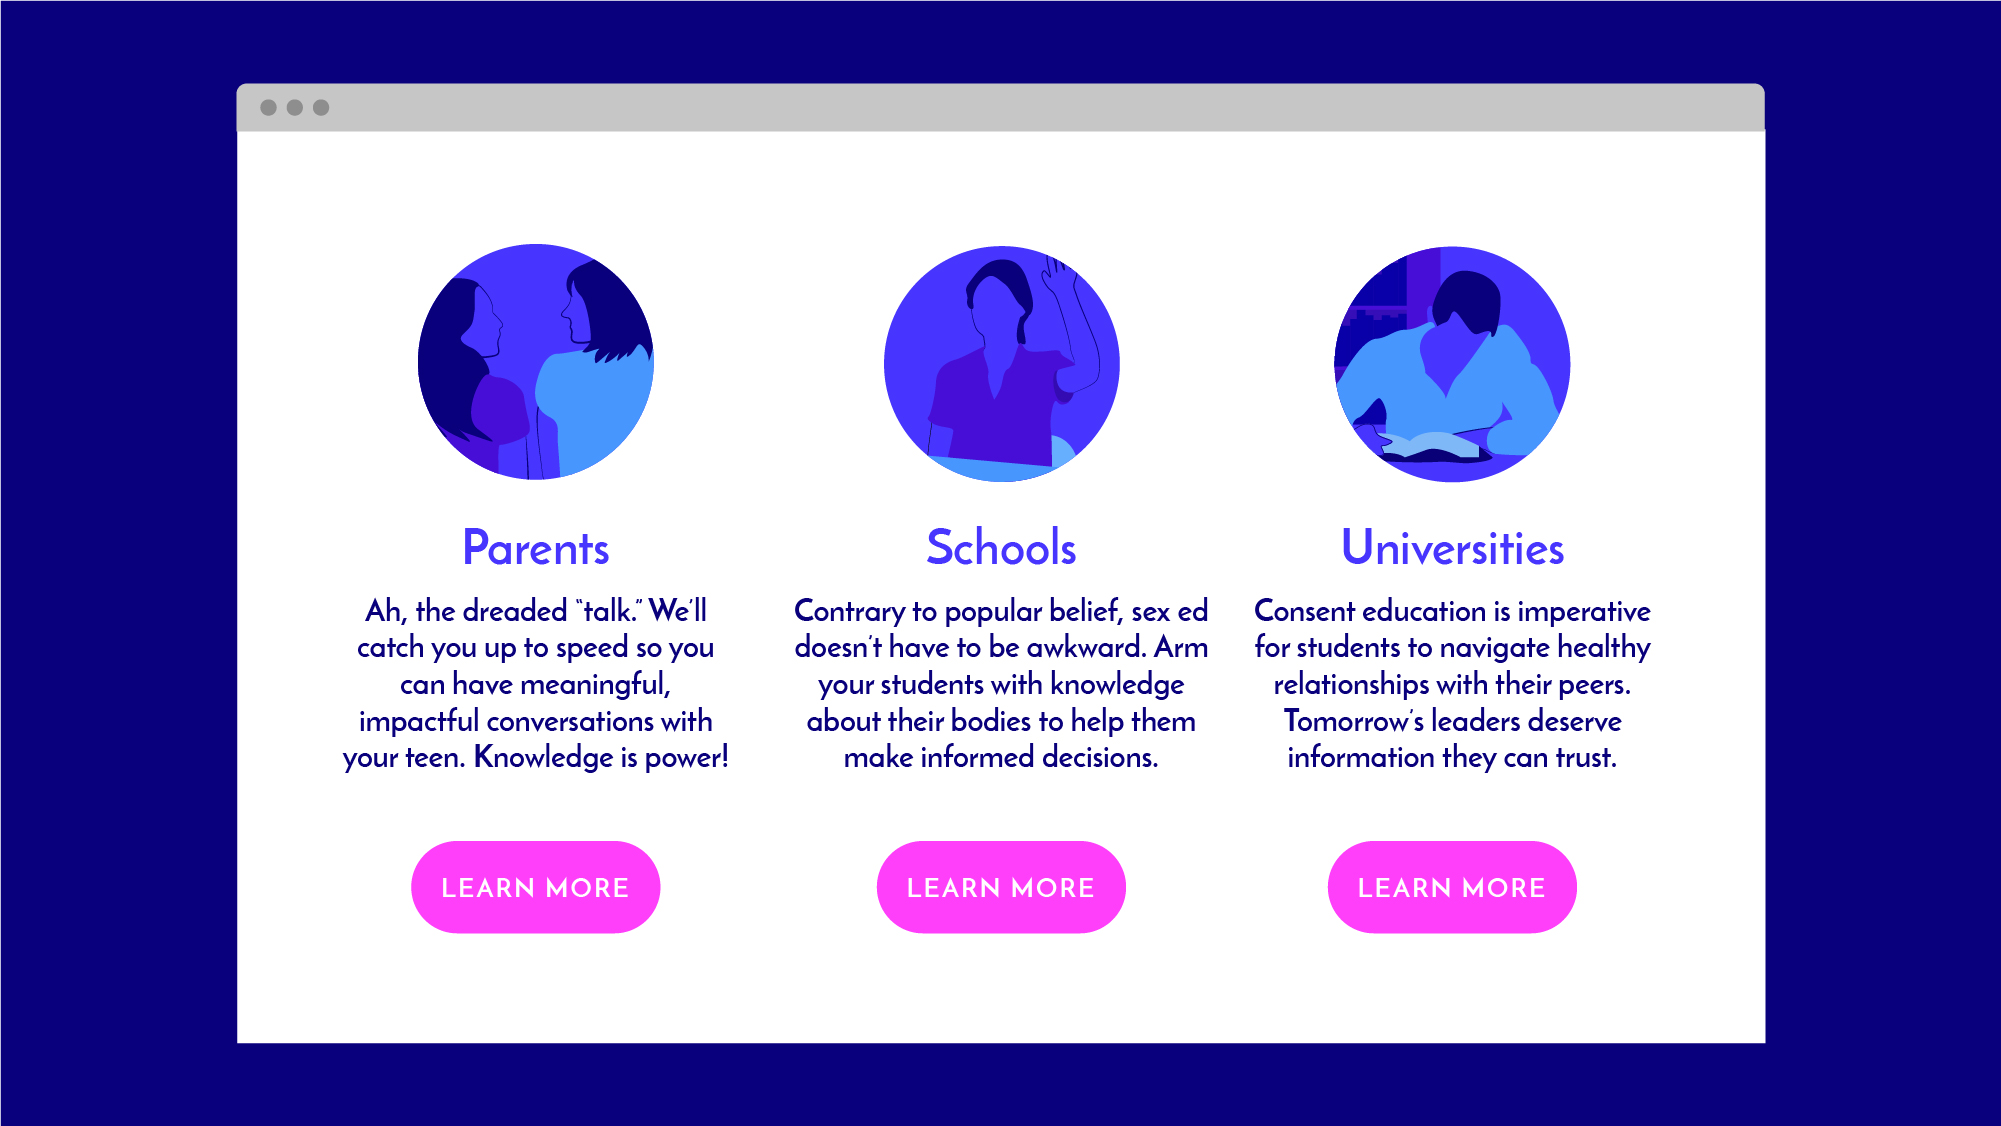 Parents
Ah, the dreaded “talk.” We’ll
catch you up to speed so you
can have meaningful,
impactful conversations with
your teen. Knowledge is power!
LEARN MORE
Schools
Contrary to popular belief, sex ed
doesn’t have to be awkward. Arm
your students with knowledge
about their bodies to help them
make informed decisions.
LEARN MORE
Universities
Consent education is imperative
for students to navigate healthy
relationships with their peers.
Tomorrow’s leaders deserve
information they can trust.
LEARN MORE